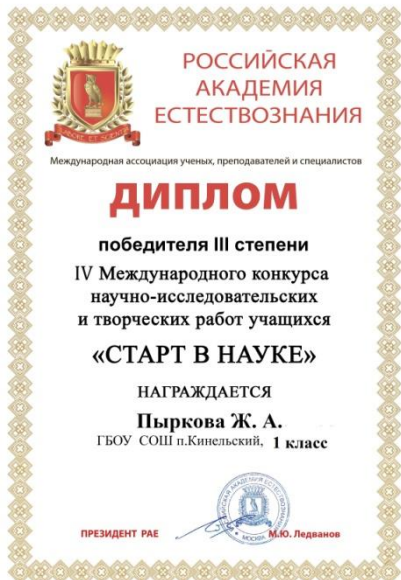 РОССИЙСКАЯ
АКАДЕМИЯ
ЕСТЕСТВОЗНАНИЯ
Международная ассоциация ученых, преподавателей и специалистов
ДИПЛОМ
победителя III степени
IV Международного конкурса
научно-исследовательских
и творческих работ учащихся
«СТАРТ В НАУКЕ»
НАГРАЖДАЕТСЯ
Пыркова Ж. А.
ГБОУ СОШ п.Кинельский, 1 класс
ПРЕЗИДЕНТ РАЕ
М.Ю. Ледванов
МОСКВА